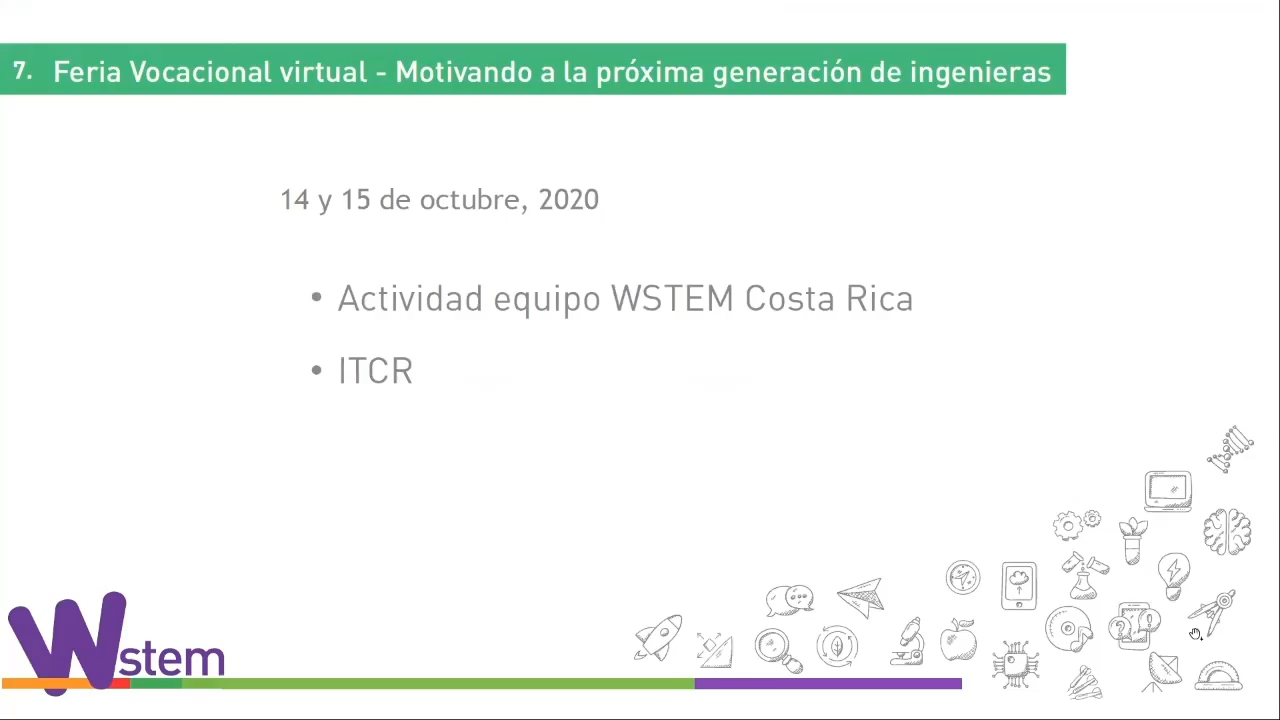 7. Feria Vocacional virtual - Motivando a la próxima generación de ingenieras
14 y 15 de octubre, 2020
• Actividad equipo WSTEM Costa Rica
• ITCR
Wstem